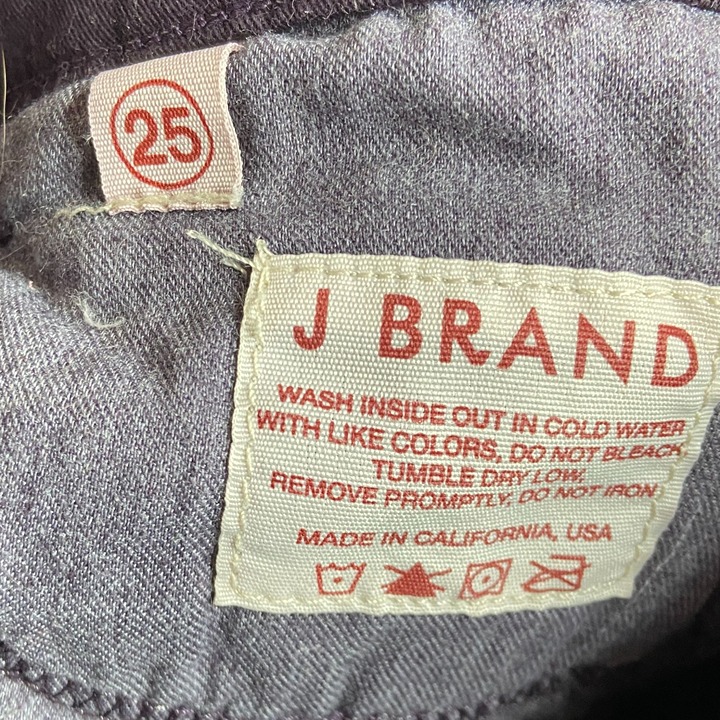 25
J BRAND
WASH INSIDE OUT IN COLD WATER
WITH LIKE COLORS, DO NOT BLEACH
TUMBLE DRY LOW,
REMOVE PROMPTLY, DO NOT IRON
MADE IN CALIFORNIA, USA